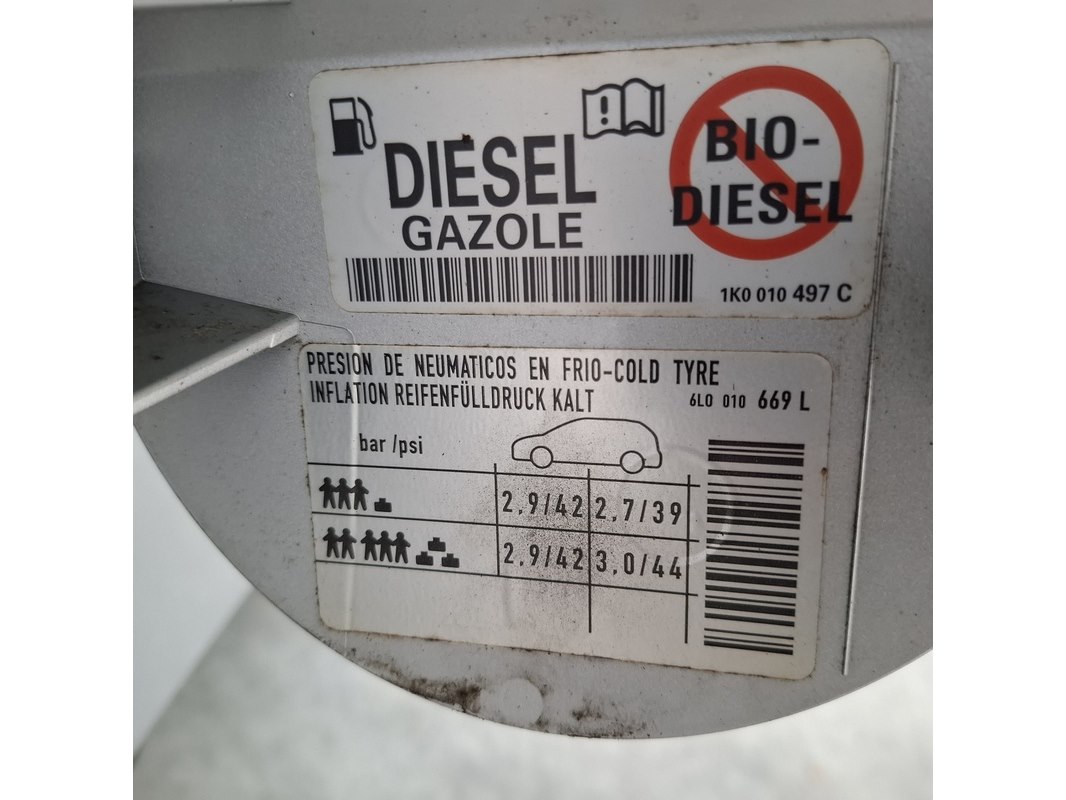 DIESEL
GAZOLE
BIO-
DIESEL
1K0 010 497 C
PRESION DE NEUMATICOS EN FRIO-COLD TYRE
INFLATION REIFENFÜLLDRUCK KALT
6L0 010 669 L
bar /psi
2,9/42 2,7/39
2,9/42 3,0/44